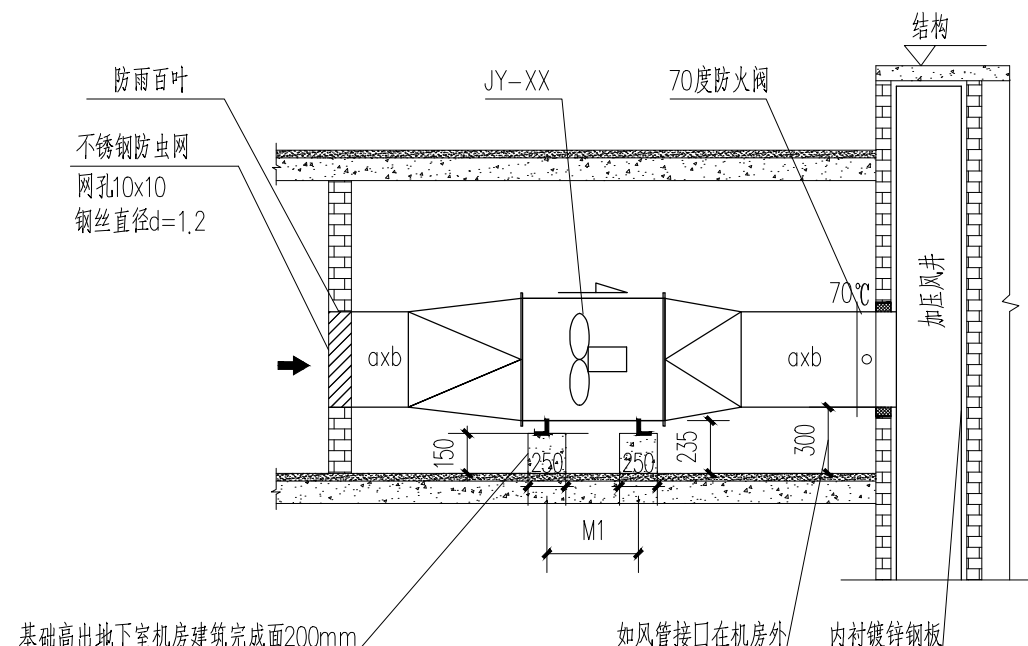 结构
防雨百叶
JY-XX
70度防火阀
不锈钢防虫网
网孔10x10
钢丝直径d=1.2
加压风井
70℃
axb
axb
150
250
250
235
300
M1
基础高出地下室机房建筑完成面200mm
如风管接口在机房外
内衬镀锌钢板